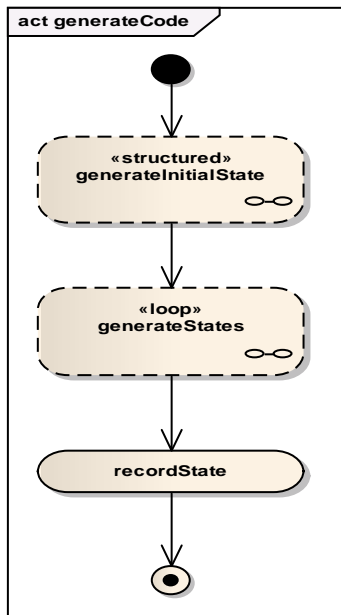 act generateCode
«structured»
generateInitialState
«loop»
generateStates
recordState